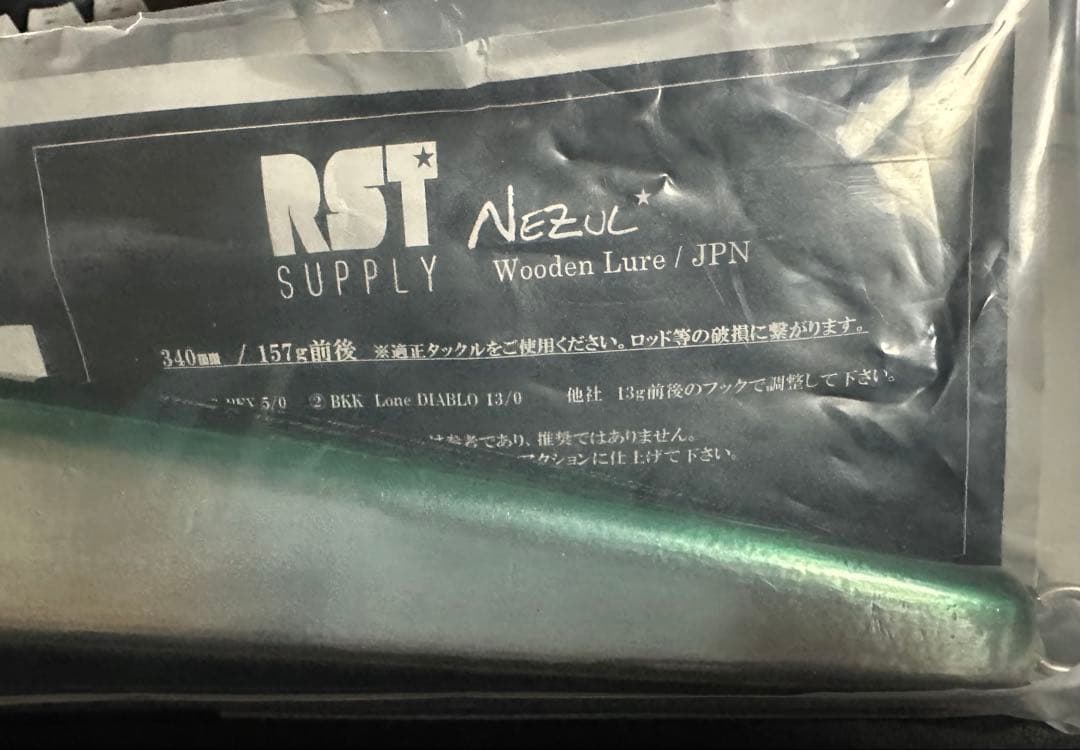 RST
SUPPLY
NEZUL
Wooden Lure / JPN
340mm / 157g前後 ※適正タックルをご使用ください。ロッド等の破損に繋がります。
5/0 ② BKK Lone DIABLO 13/0 他社 13g前後のフックで調整して下さい。
は参考であり、推奨ではありません。
アクションに仕上げて下さい。